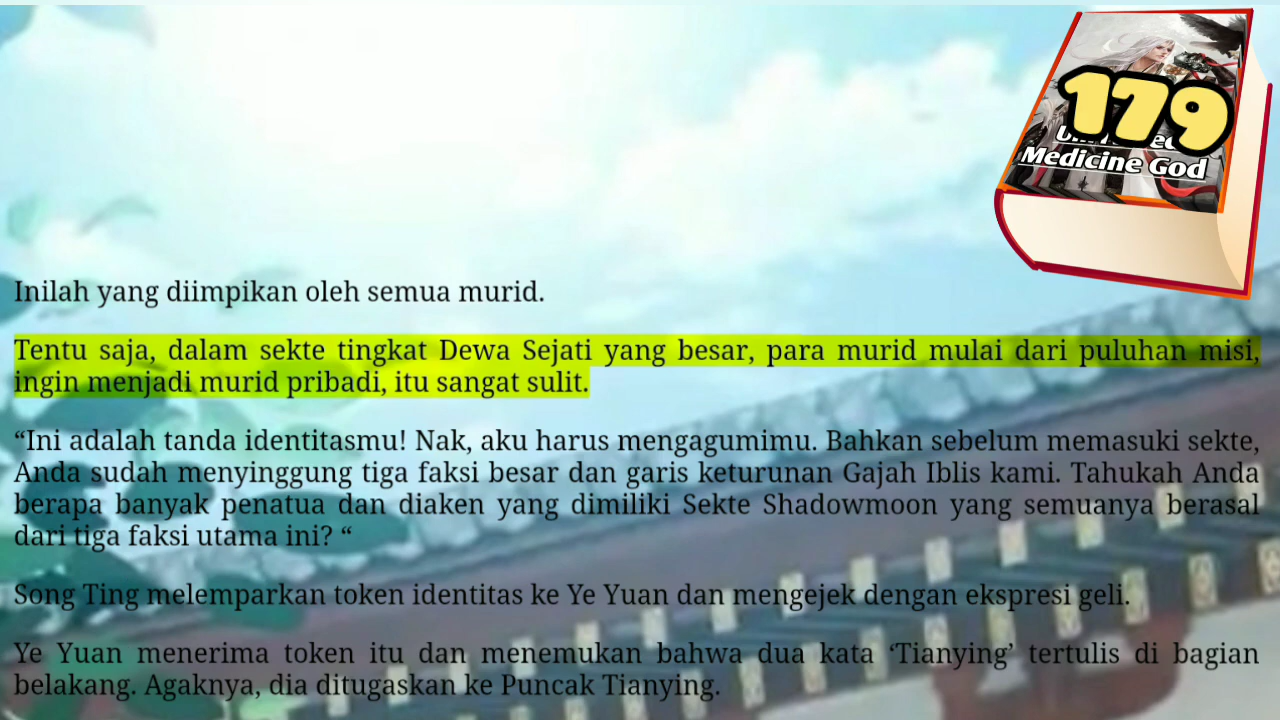 179
Medicine God
Inilah yang diimpikan oleh semua murid.
Tentu saja, dalam sekte tingkat Dewa Sejati yang besar, para murid mulai dari puluhan misi,
ingin menjadi murid pribadi, itu sangat sulit.
“Ini adalah tanda identitasmu! Nak, aku harus mengagumimu. Bahkan sebelum memasuki sekte,
Anda sudah menyinggung tiga faksi besar dan garis keturunan Gajah Iblis kami. Tahukah Anda
berapa banyak penatua dan diaken yang dimiliki Sekte Shadowmoon yang semuanya berasal
dari tiga faksi utama ini? “
Song Ting melemparkan token identitas ke Ye Yuan dan mengejek dengan ekspresi geli.
Ye Yuan menerima token itu dan menemukan bahwa dua kata ‘Tianying’ tertulis di bagian
belakang. Agaknya, dia ditugaskan ke Puncak Tianying.